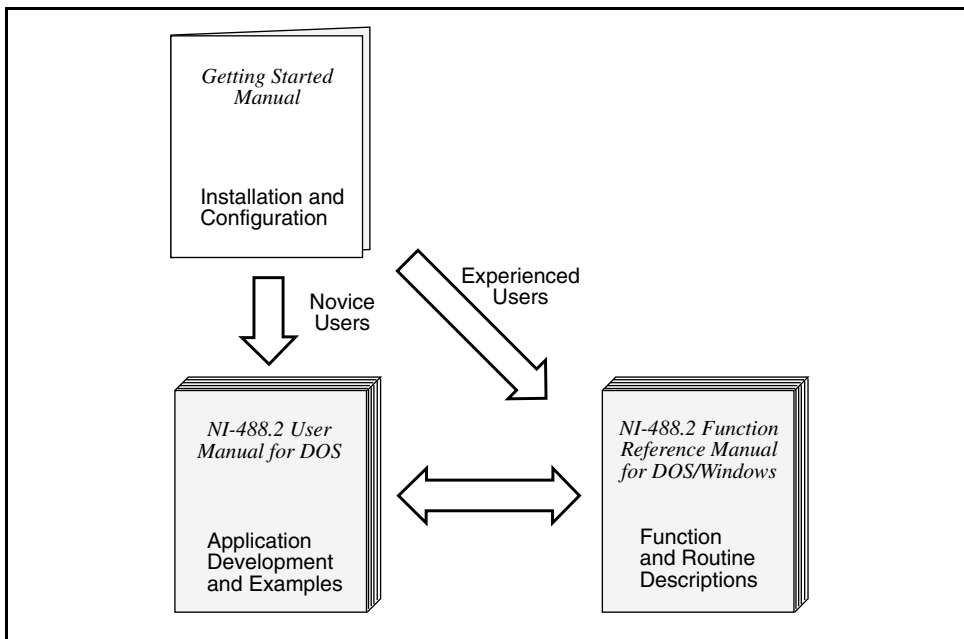 Getting Started
Manual
Installation and
Configuration
Experienced
Users
Novice
Users
NI-488.2 User
Manual for DOS
Application
Development
and Examples
NI-488.2 Function
Reference Manual
for DOS/Windows
Function
and Routine
Descriptions